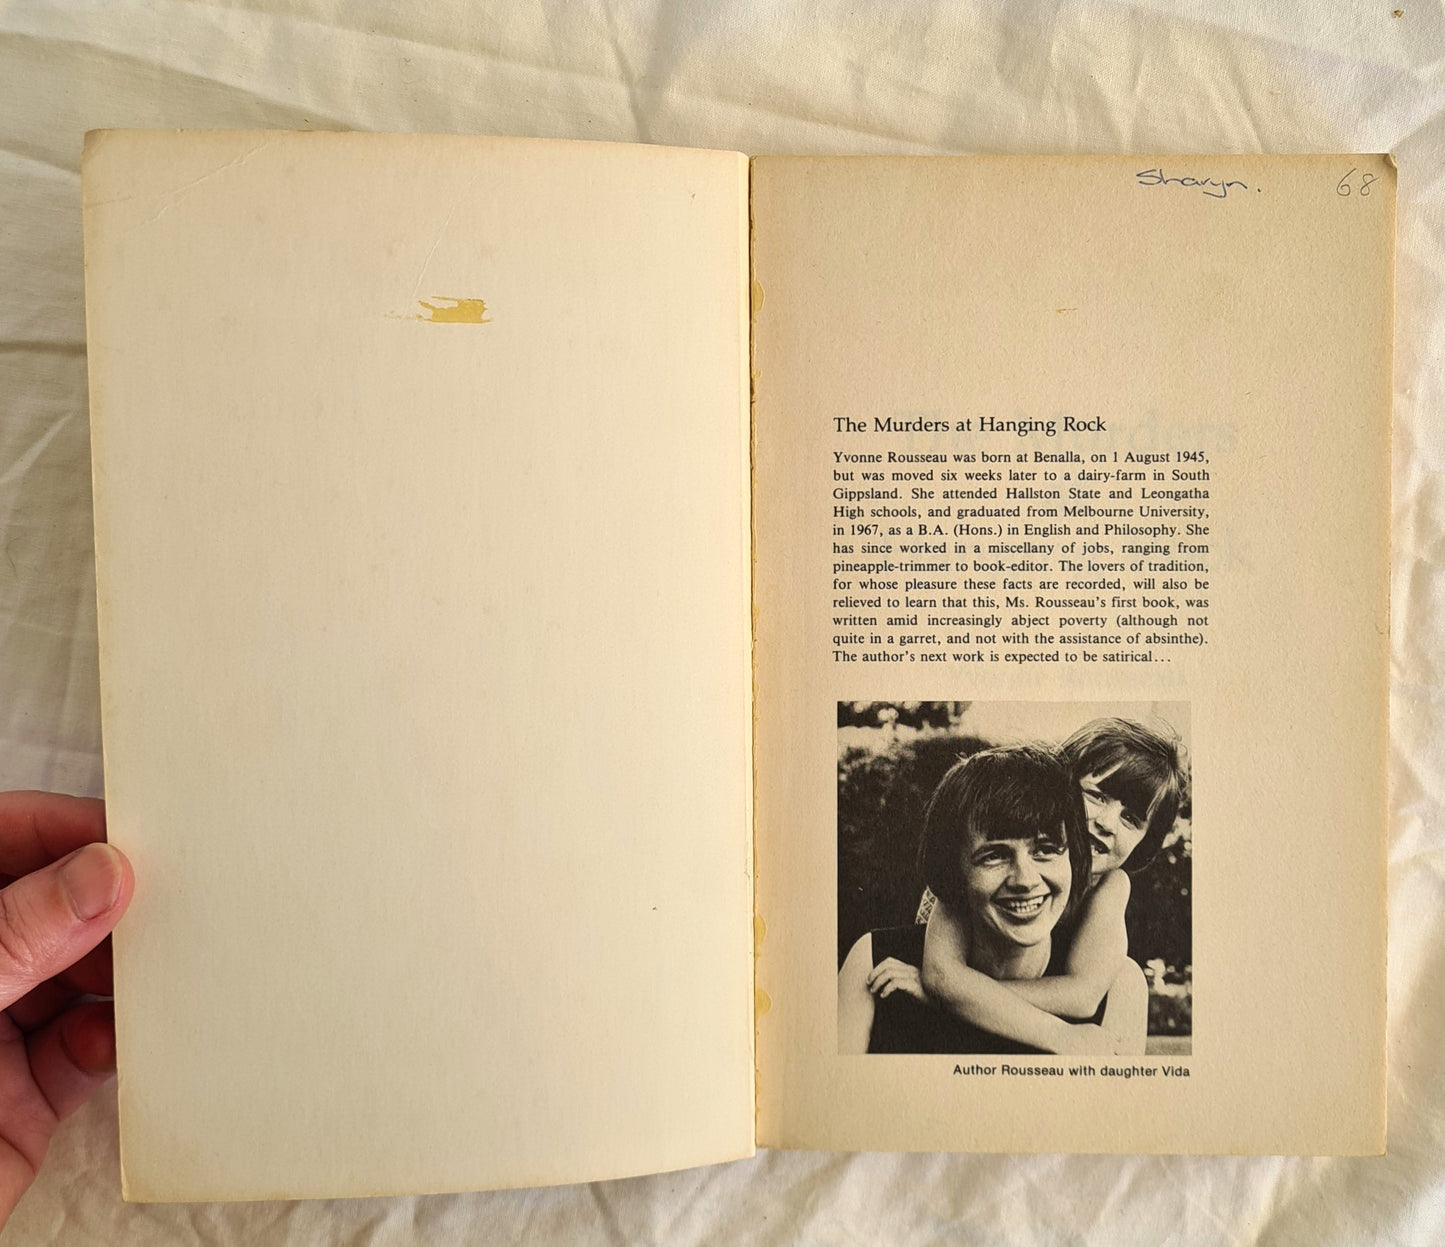 Sharyn. 68
The Murders at Hanging Rock
Yvonne Rousseau was born at Benalla, on 1 August 1945,
but was moved six weeks later to a dairy-farm in South
Gippsland. She attended Hallston State and Leongatha
High schools, and graduated from Melbourne University,
in 1967, as a B.A. (Hons.) in English and Philosophy. She
has since worked in a miscellany of jobs, ranging from
pineapple-trimmer to book-editor. The lovers of tradition,
for whose pleasure these facts are recorded, will also be
relieved to learn that this, Ms. Rousseau's first book, was
written amid increasingly abject poverty (although not
quite in a garret, and not with the assistance of absinthe).
The author's next work is expected to be satirical...
Author Rousseau with daughter Vida